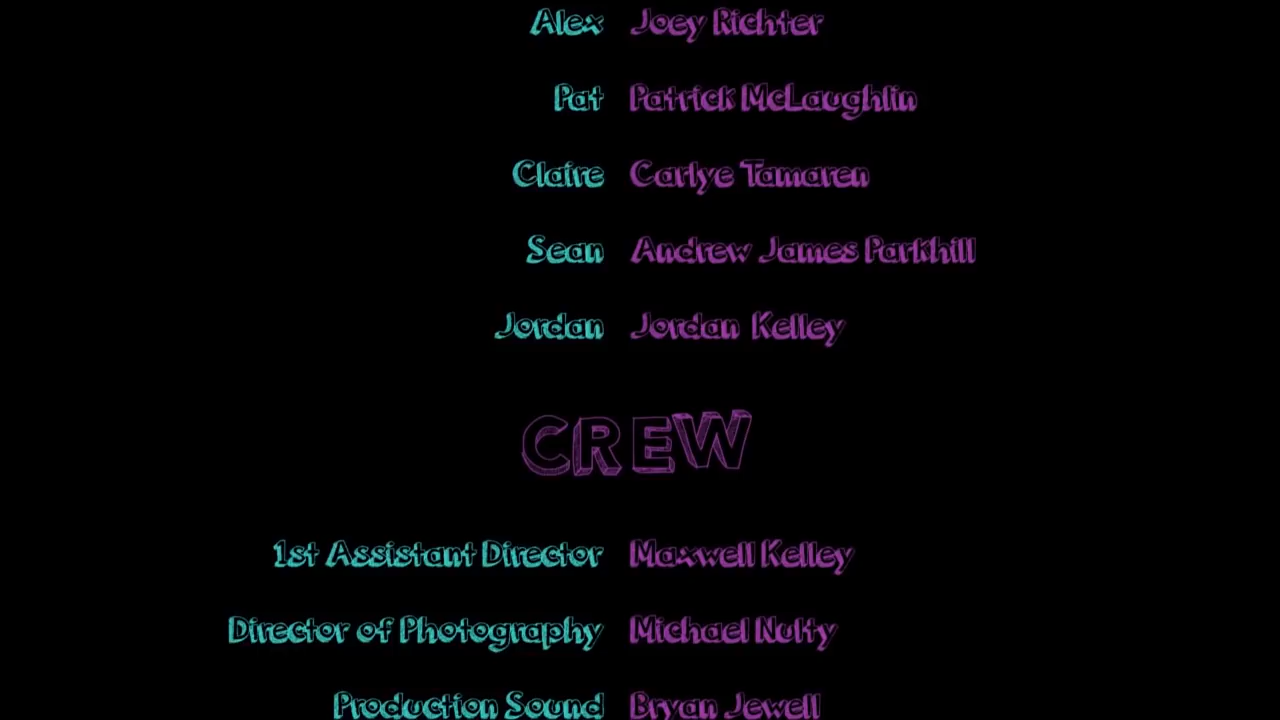 Alex Joey Richter
Pat Patrick McLaughlin
Claire Carlye Tamaren
Sean Andrew James Parkhill
Jordan Jordan Kelley
CREW
1st Assistant Director Maxwell Kelley
Director of Photography Michael Nulty
Production Sound Bryan Jewell